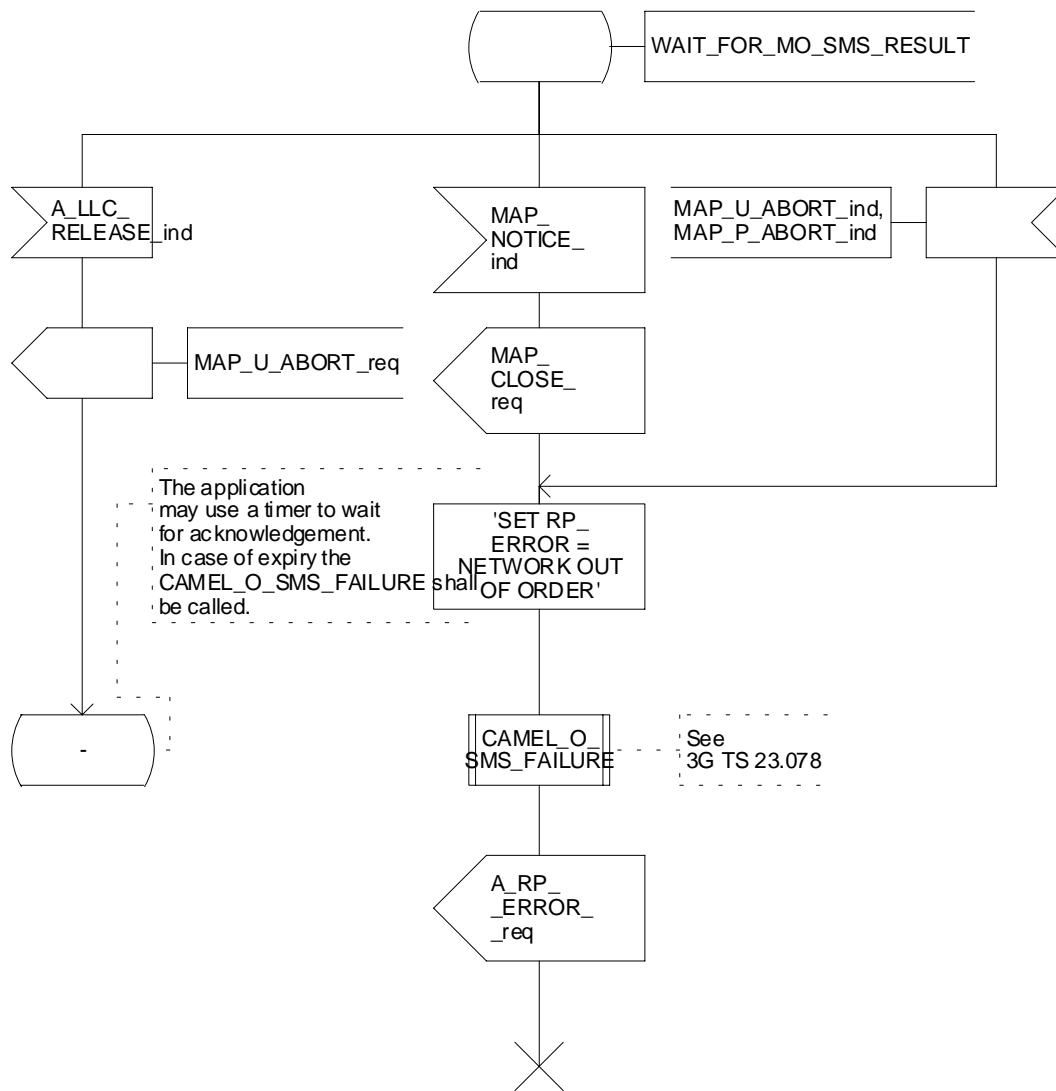 WAIT_FOR_MO_SMS_RESULT
A_LLC_
RELEASE_ind
MAP_
NOTICE_
ind
MAP_U_ABORT_ind,
MAP_P_ABORT_ind
MAP_U_ABORT_req
MAP_
CLOSE_
req
The application
may use a timer to wait
for acknowledgement.
In case of expiry the
CAMEL_O_SMS_FAILURE shall
be called.
'SET RP_
ERROR =
NETWORK OUT
OF ORDER'
-
CAMEL_O_
SMS_FAILURE
See
3G TS 23.078
A_RP_
_ERROR_
_req